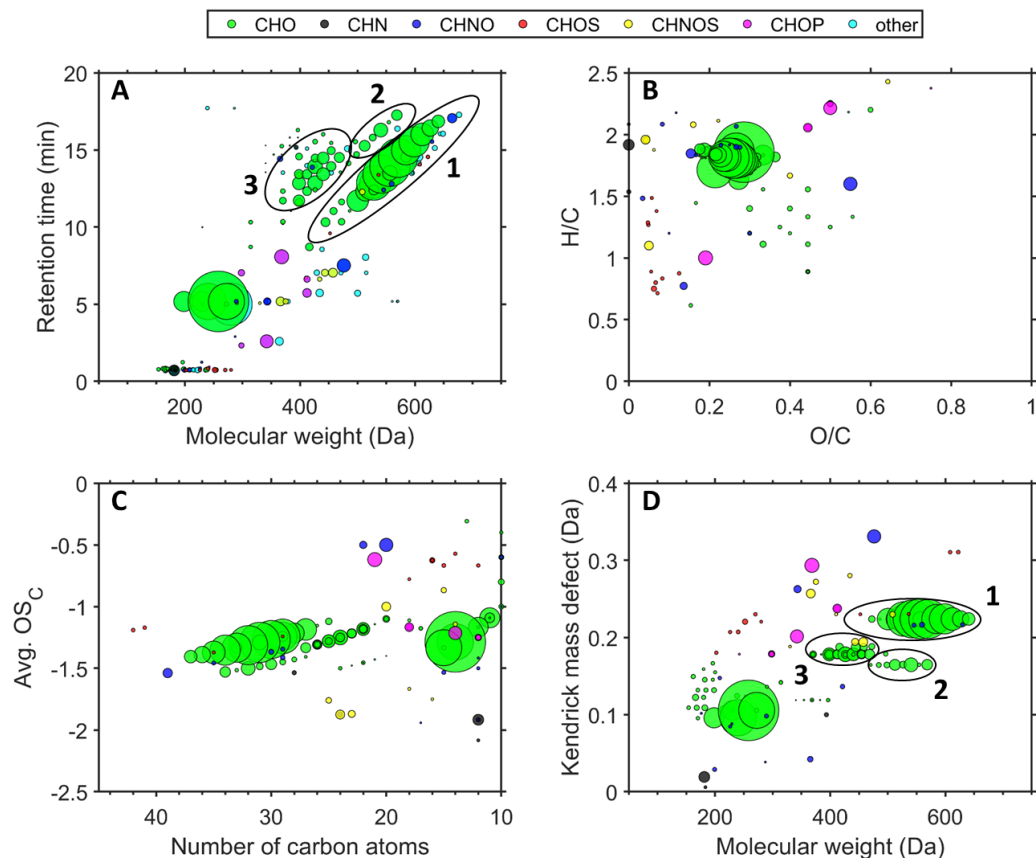 CHO CHN CHNO CHOS CHNOS CHOP other
A
20
15
10
5
0
Retention time (min)
200 400 600
Molecular weight (Da)
1
2
3
B
2.5
2
1.5
1
0.5
0
H/C
0 0.2 0.4 0.6 0.8 1
O/C
C
0
-0.5
-1
-1.5
-2
-2.5
Avg. OSC
40 30 20 10
Number of carbon atoms
D
0.4
0.3
0.2
0.1
0
Kendrick mass defect (Da)
200 400 600
Molecular weight (Da)
1
2
3